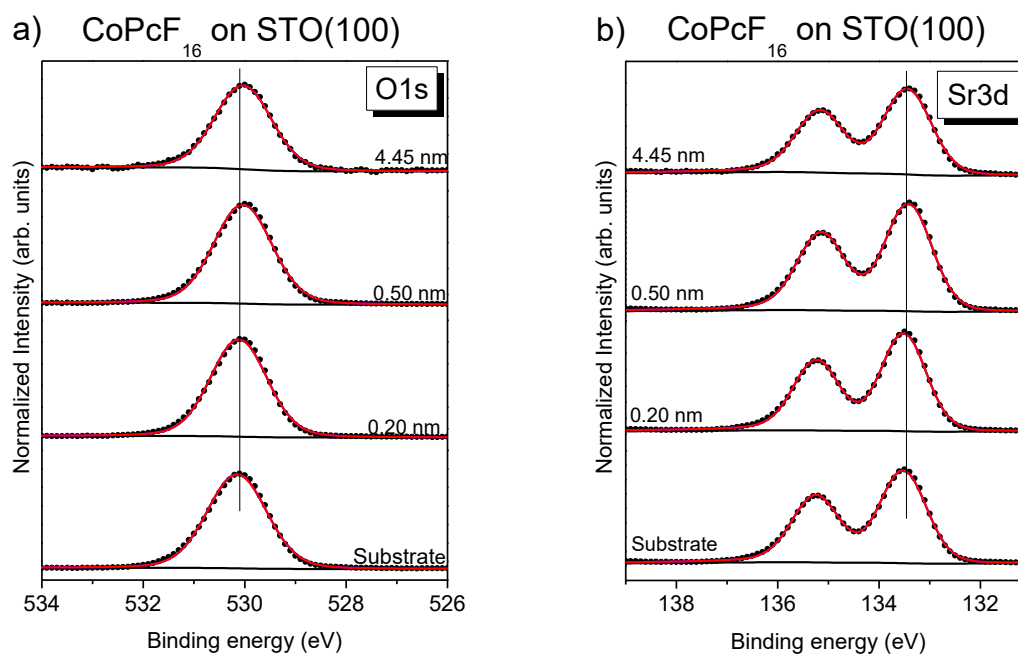 a) CoPcF16 on STO(100)
O1s
4.45 nm
0.50 nm
0.20 nm
Substrate
Normalized Intensity (arb. units)
534 532 530 528 526
Binding energy (eV)
b) CoPcF16 on STO(100)
Sr3d
4.45 nm
0.50 nm
0.20 nm
Substrate
Normalized Intensity (arb. units)
138 136 134 132
Binding energy (eV)